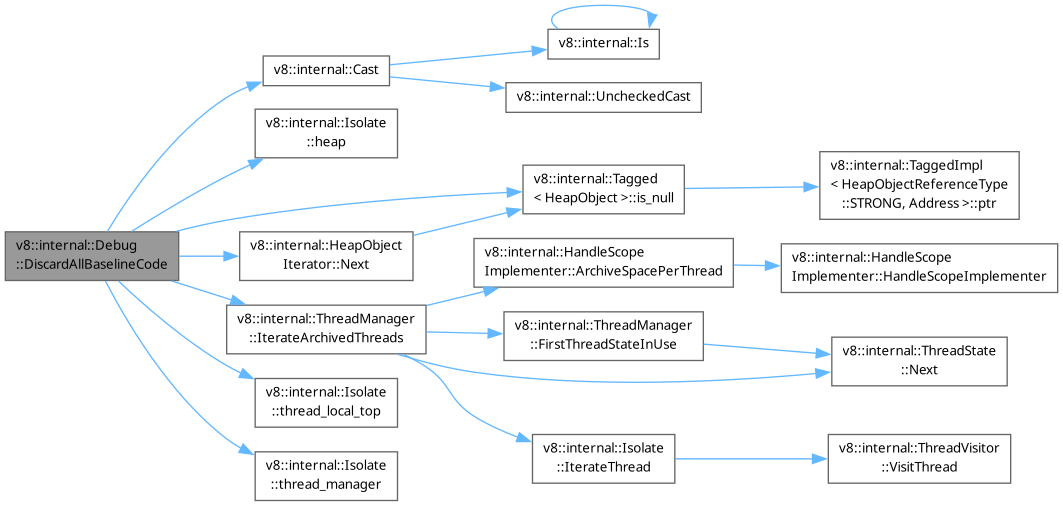 v8::internal::Debug
::DiscardAllBaselineCode
v8::internal::Cast
v8::internal::Is
v8::internal::UncheckedCast
v8::internal::Isolate
::heap
v8::internal::Tagged
< HeapObject >::is_null
v8::internal::TaggedImpl
< HeapObjectReferenceType
::STRONG, Address >::ptr
v8::internal::HeapObject
Iterator::Next
v8::internal::ThreadManager
::IterateArchivedThreads
v8::internal::HandleScope
Implementer::ArchiveSpacePerThread
v8::internal::HandleScope
Implementer::HandleScopeImplementer
v8::internal::ThreadManager
::FirstThreadStateInUse
v8::internal::ThreadState
::Next
v8::internal::Isolate
::IterateThread
v8::internal::ThreadVisitor
::VisitThread
v8::internal::Isolate
::thread_local_top
v8::internal::Isolate
::thread_manager